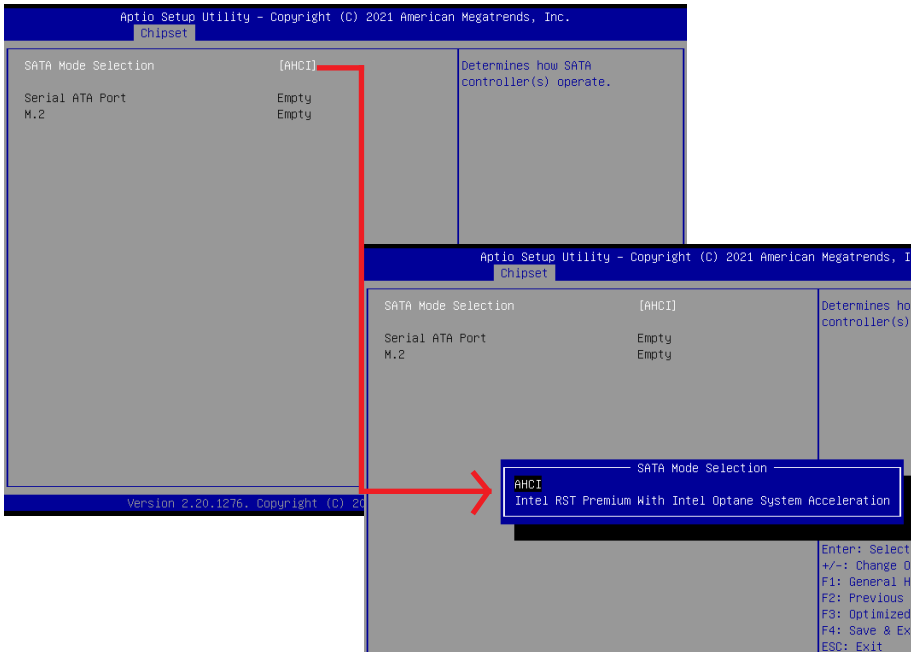 Aptio Setup Utility – Copyright (C) 2021 American Megatrends, Inc.
Chipset
SATA Mode Selection [AHCI]
Serial ATA Port Empty
M.2 Empty
Determines how SATA
controller(s) operate.
Version 2.20.1276. Copyright (C)
Aptio Setup Utility – Copyright (C) 2021 American Megatrends,
Chipset
SATA Mode Selection [AHCI]
Serial ATA Port Empty
M.2 Empty
Determines
controller(s)
SATA Mode Selection
AHCI
Intel RST Premium With Intel Optane System Acceleration
Enter: Select
+/-: Change
F1: General
F2: Previous
F3: Optimized
F4: Save &
ESC: Exit